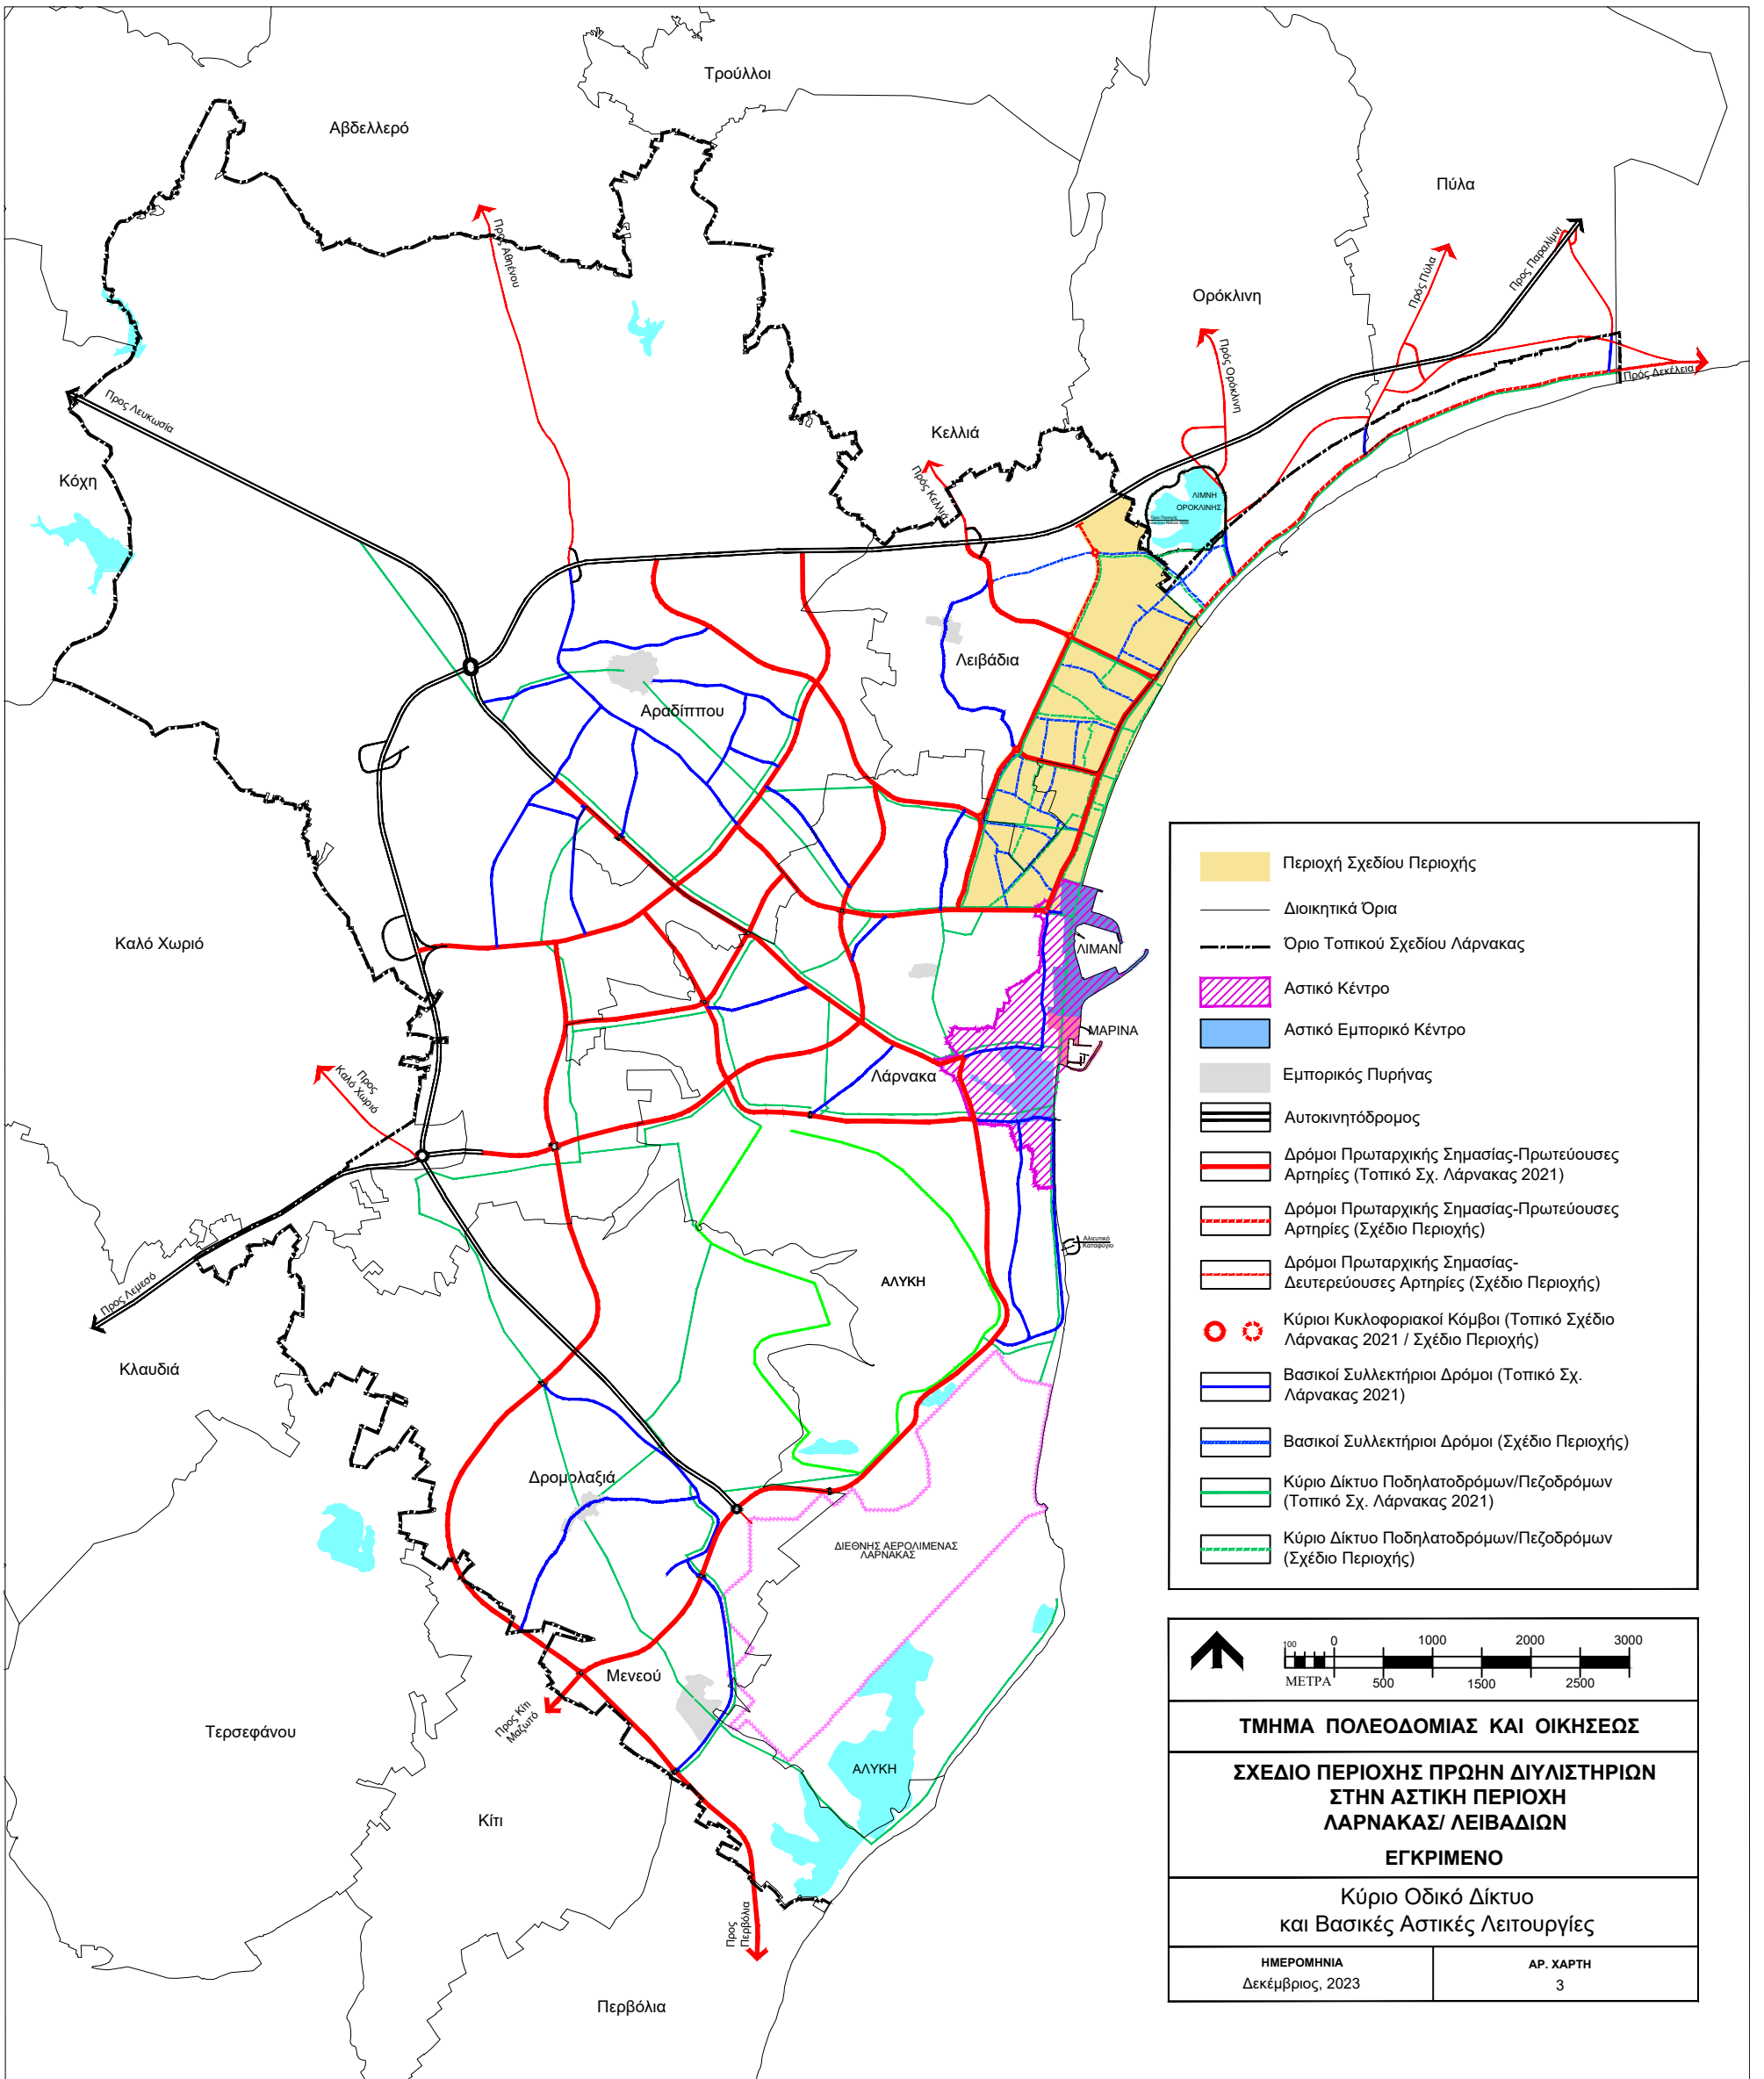 Τρούλλοι
Αβδελλερό
Πύλα
Προς Αθηένου
Προς Παραλίμνι
Πρός Πύλα
Ορόκλινη
Πρός Ορόκλινη
Πρός Δεκέλεια
Προς Λευκωσία
Κελλιά
Πρός Κελλιά
Κόχη
ΛΙΜΝΗ
ΟΡΟΚΛΙΝΗΣ
Λειβάδια
Αραδίππου
Καλό Χωριό
ΛΙΜΑΝΙ
ΜΑΡΙΝΑ
Λάρνακα
Προς
Καλό Χωριό
Αλιευτικό
Καταφύγιο
ΑΛΥΚΗ
Προς Λεμεσό
Κλαυδιά
Δρομολαξιά
ΔΙΕΘΝΗΣ ΑΕΡΟΛΙΜΕΝΑΣ
ΛΑΡΝΑΚΑΣ
Μενεού
Προς Κίτι
Μαζωτό
Τερσεφάνου
ΑΛΥΚΗ
Κίτι
Προς
Περβόλια
Περβόλια
Περιοχή Σχεδίου Περιοχής
Διοικητικά Όρια
Όριο Τοπικού Σχεδίου Λάρνακας
Αστικό Κέντρο
Αστικό Εμπορικό Κέντρο
Εμπορικός Πυρήνας
Αυτοκινητόδρομος
Δρόμοι Πρωταρχικής Σημασίας-Πρωτεύουσες
Αρτηρίες (Τοπικό Σχ. Λάρνακας 2021)
Δρόμοι Πρωταρχικής Σημασίας-Πρωτεύουσες
Αρτηρίες (Σχέδιο Περιοχής)
Δρόμοι Πρωταρχικής Σημασίας-
Δευτερεύουσες Αρτηρίες (Σχέδιο Περιοχής)
Κύριοι Κυκλοφοριακοί Κόμβοι (Τοπικό Σχέδιο
Λάρνακας 2021 / Σχέδιο Περιοχής)
Βασικοί Συλλεκτήριοι Δρόμοι (Τοπικό Σχ.
Λάρνακας 2021)
Βασικοί Συλλεκτήριοι Δρόμοι (Σχέδιο Περιοχής)
Κύριο Δίκτυο Ποδηλατοδρόμων/Πεζοδρόμων
(Τοπικό Σχ. Λάρνακας 2021)
Κύριο Δίκτυο Ποδηλατοδρόμων/Πεζοδρόμων
(Σχέδιο Περιοχής)
100 0 1000 2000 3000
ΜΕΤΡΑ 500 1500 2500
ΤΜΗΜΑ ΠΟΛΕΟΔΟΜΙΑΣ ΚΑΙ ΟΙΚΗΣΕΩΣ
ΣΧΕΔΙΟ ΠΕΡΙΟΧΗΣ ΠΡΩΗΝ ΔΙΥΛΙΣΤΗΡΙΩΝ
ΣΤΗΝ ΑΣΤΙΚΗ ΠΕΡΙΟΧΗ
ΛΑΡΝΑΚΑΣ/ ΛΕΙΒΑΔΙΩΝ
ΕΓΚΡΙΜΕΝΟ
Κύριο Οδικό Δίκτυο
και Βασικές Αστικές Λειτουργίες
ΗΜΕΡΟΜΗΝΙΑ
Δεκέμβριος, 2023
ΑΡ. ΧΑΡΤΗ
3